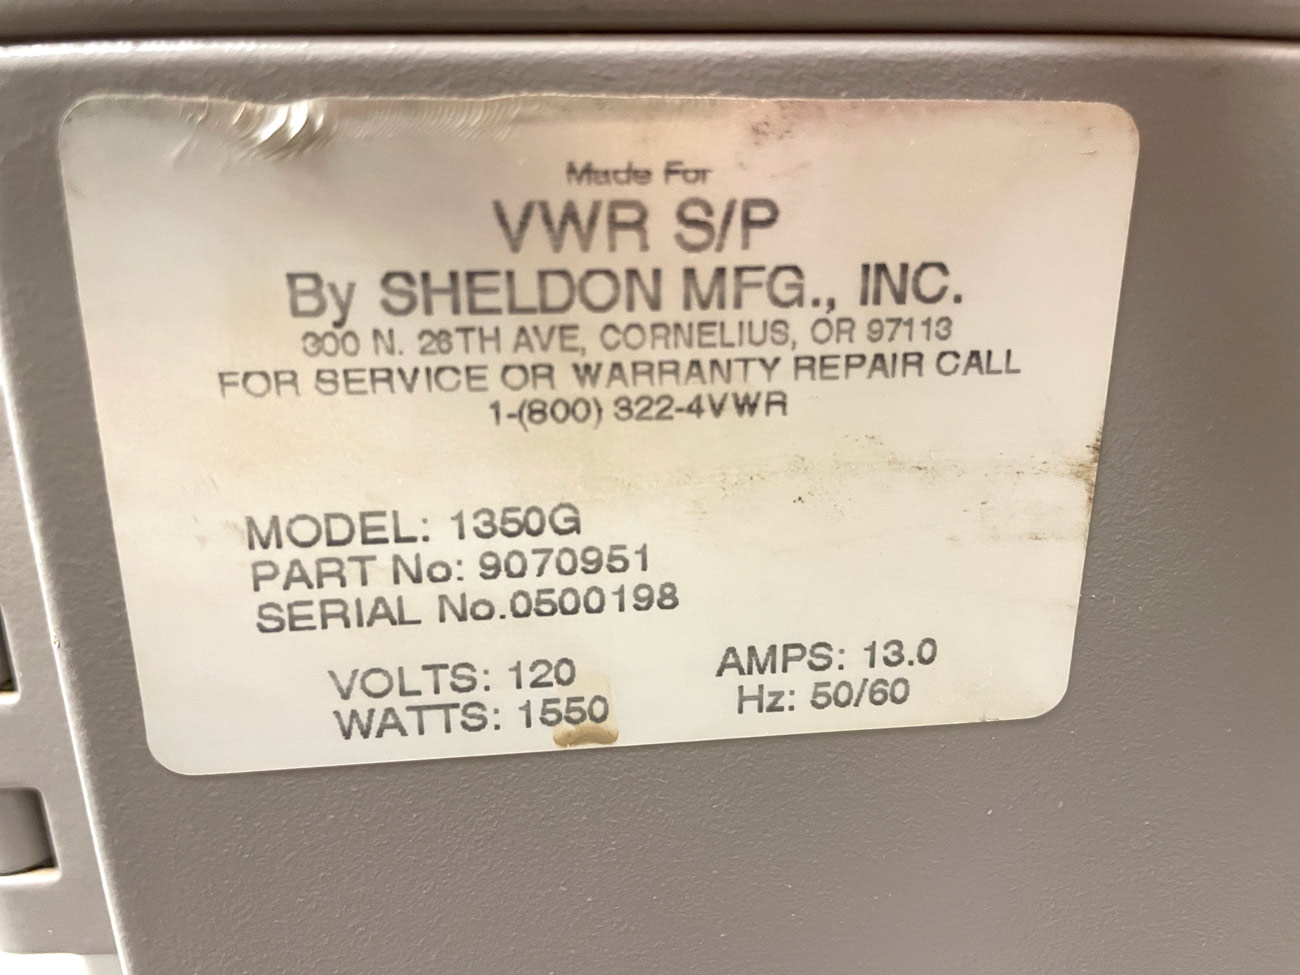 Made For
VWR S/P
By SHELDON MFG., INC.
300 N. 26TH AVE, CORNELIUS, OR 97113
FOR SERVICE OR WARRANTY REPAIR CALL
1-(800) 322-4VWR
MODEL: 1350G
PART No: 9070951
SERIAL No.0500198
VOLTS: 120 AMPS: 13.0
WATTS: 1550 Hz: 50/60